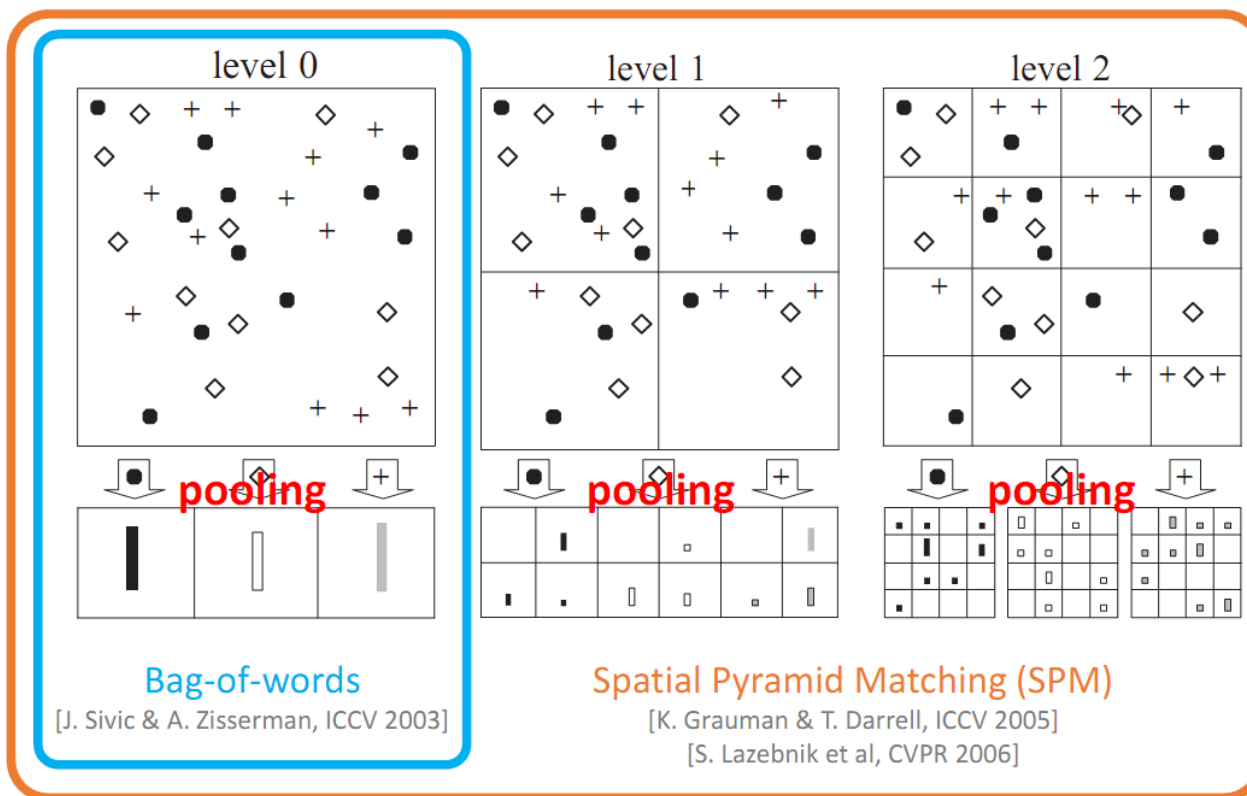 level 0
level 1
level 2
pooling
pooling
pooling
Bag-of-words
[J. Sivic & A. Zisserman, ICCV 2003]
Spatial Pyramid Matching (SPM)
[K. Grauman & T. Darrell, ICCV 2005]
[S. Lazebnik et al, CVPR 2006]